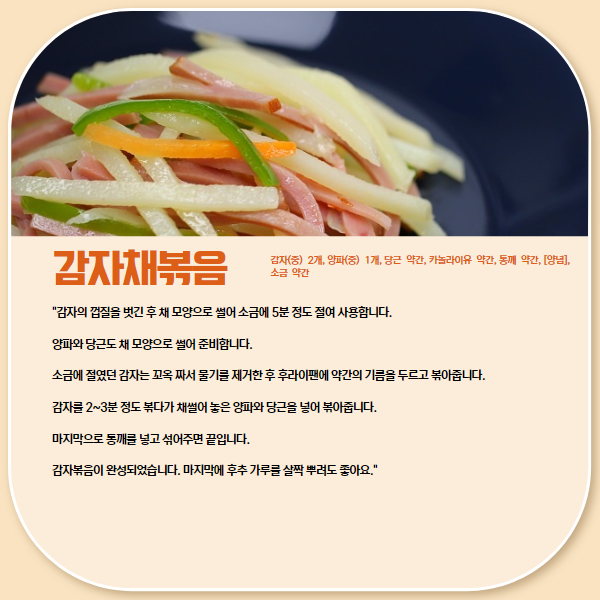 감자채볶음
감자(중) 2개, 양파(중) 1개, 당근 약간, 카놀라이유 약간, 통깨 약간, [양념],
소금 약간
"감자의 껍질을 벗긴 후 채 모양으로 썰어 소금에 5분 정도 절여 사용합니다.
양파와 당근도 채 모양으로 썰어 준비합니다.
소금에 절였던 감자는 꼬옥 짜서 물기를 제거한 후 후라이팬에 약간의 기름을 두르고 볶아줍니다.
감자를 2~3분 정도 볶다가 채썰어 놓은 양파와 당근을 넣어 볶아줍니다.
마지막으로 통깨를 넣고 섞어주면 끝입니다.
감자볶음이 완성되었습니다. 마지막에 후추 가루를 살짝 뿌려도 좋아요."